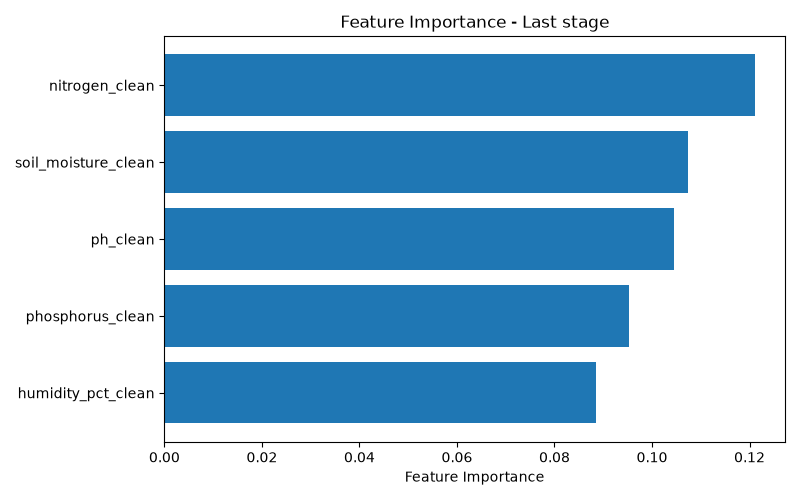 Feature Importance - Last stage
nitrogen_clean
soil_moisture_clean
ph_clean
phosphorus_clean
humidity_pct_clean
0.00 0.02 0.04 0.06 0.08 0.10 0.12
Feature Importance